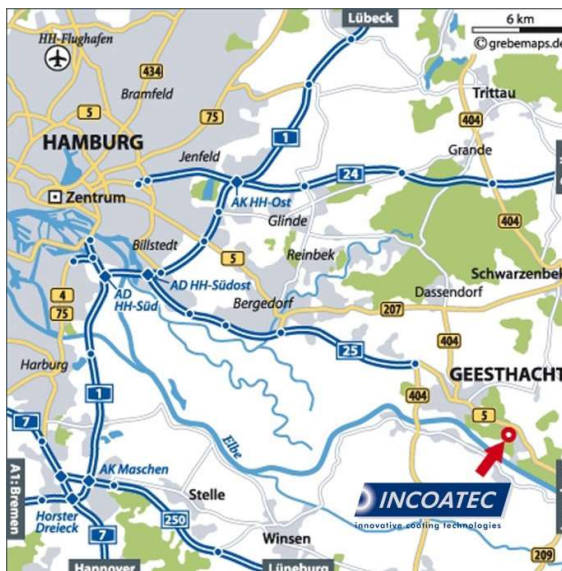 Lübeck
6 km
© grebemaps.de
HH-Flughafen
434
Bramfeld
Trittau
5
75
404
HAMBURG
1
Jenfeld
Grande
24
Zentrum
AK HH-Ost
Glinde
404
Billstedt
5
Reinbek
AD HH-Südost
Schwarzenbek
4
75
AD
HH-Süd
Bergedorf
207
Dassendorf
404
Harburg
25
GEESTHACHT
1
404
5
7
Elbe
A1: Bremen
AK Maschen
Stelle
INCOATEC
innovative coating technologies
Horster
Dreieck
250
7
Winsen
209
Hannover
Lüneburg